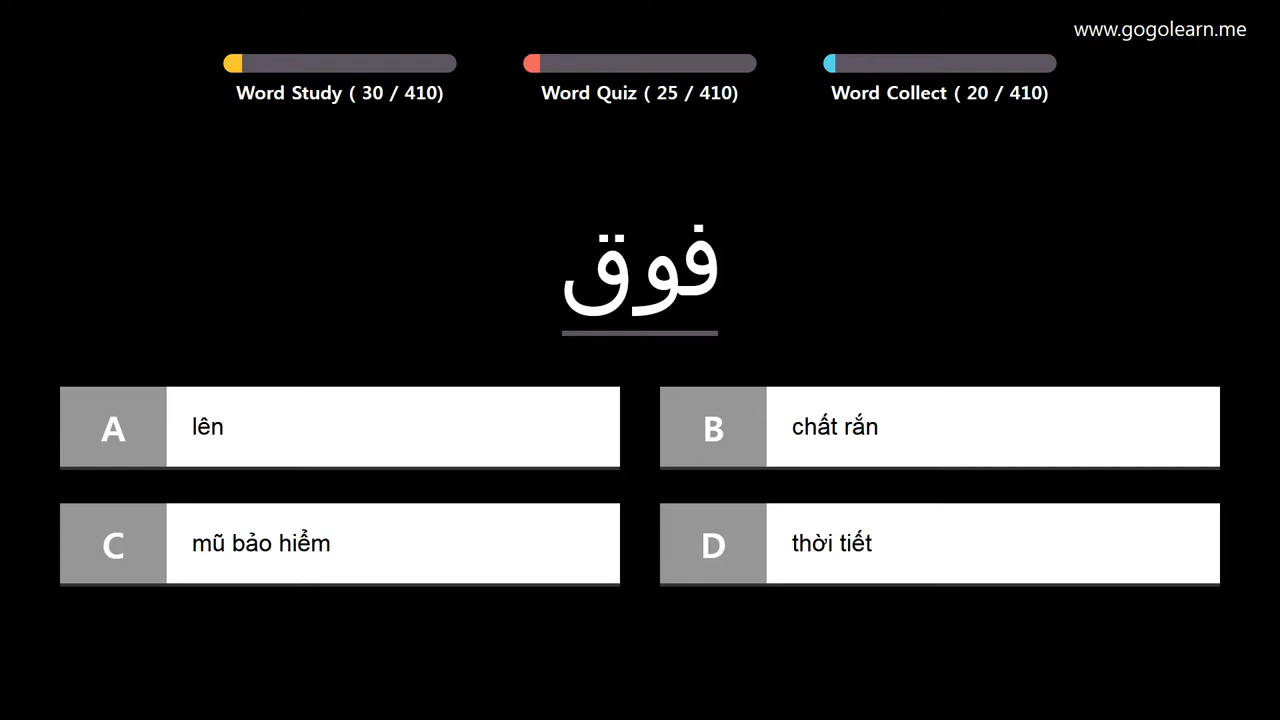 www.gogolearn.me
Word Study ( 30 / 410)
Word Quiz ( 25 / 410)
Word Collect ( 20 / 410)
فوق
A
lên
B
chất rắn
C
mũ bảo hiểm
D
thời tiết